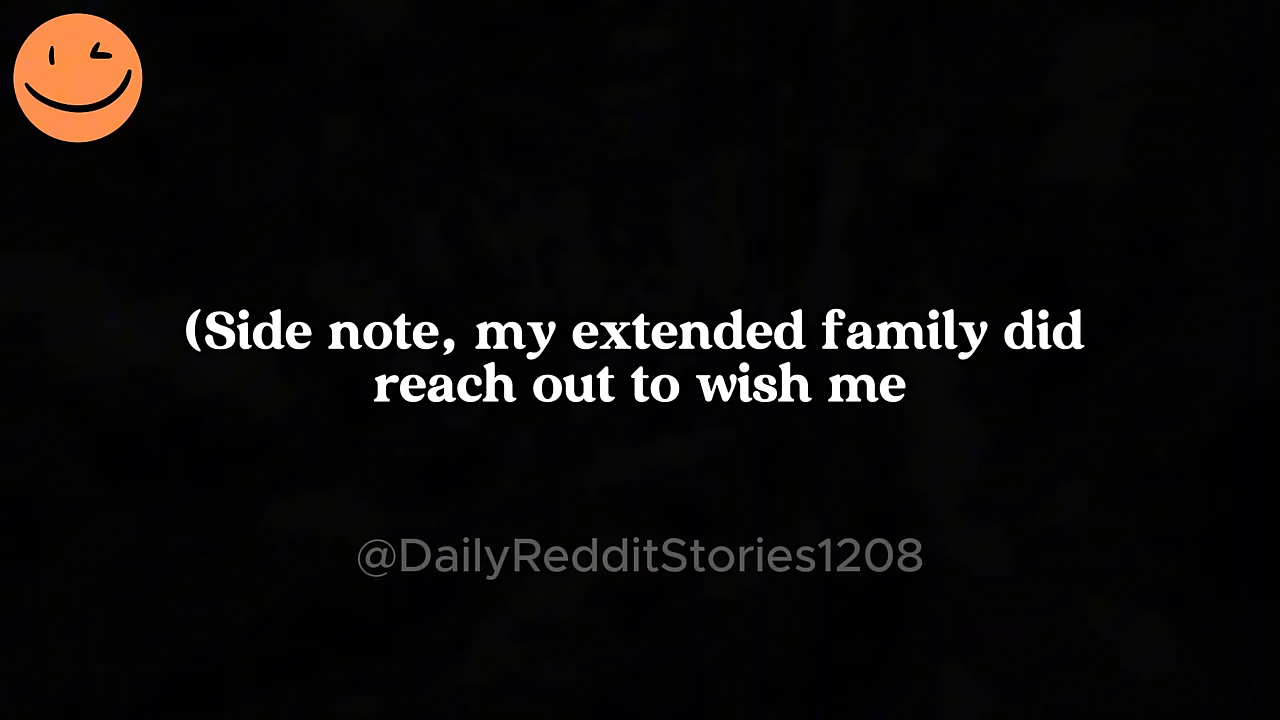 (Side note, my extended family did
reach out to wish me
@DailyRedditStories1208